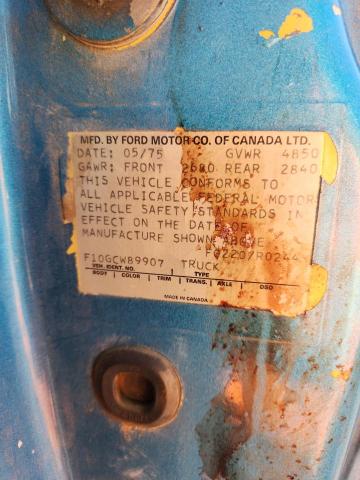 MFD. BY FORD MOTOR CO. OF CANADA LTD.
DATE: 05/75 GVWR 4850
GAWR: FRONT 2680 REAR 2840
THIS VEHICLE CONFORMS TO
ALL APPLICABLE FEDERAL MOTOR
VEHICLE SAFETY STANDARDS IN
EFFECT ON THE DATE OF
MANUFACTURE SHOWN ABOVE
F02207R0244
F10GCW89907 TRUCK
VEH. IDENT. NO. TYPE
BODY COLOR TRIM TRANS. AXLE DSO
MADE IN CANADA